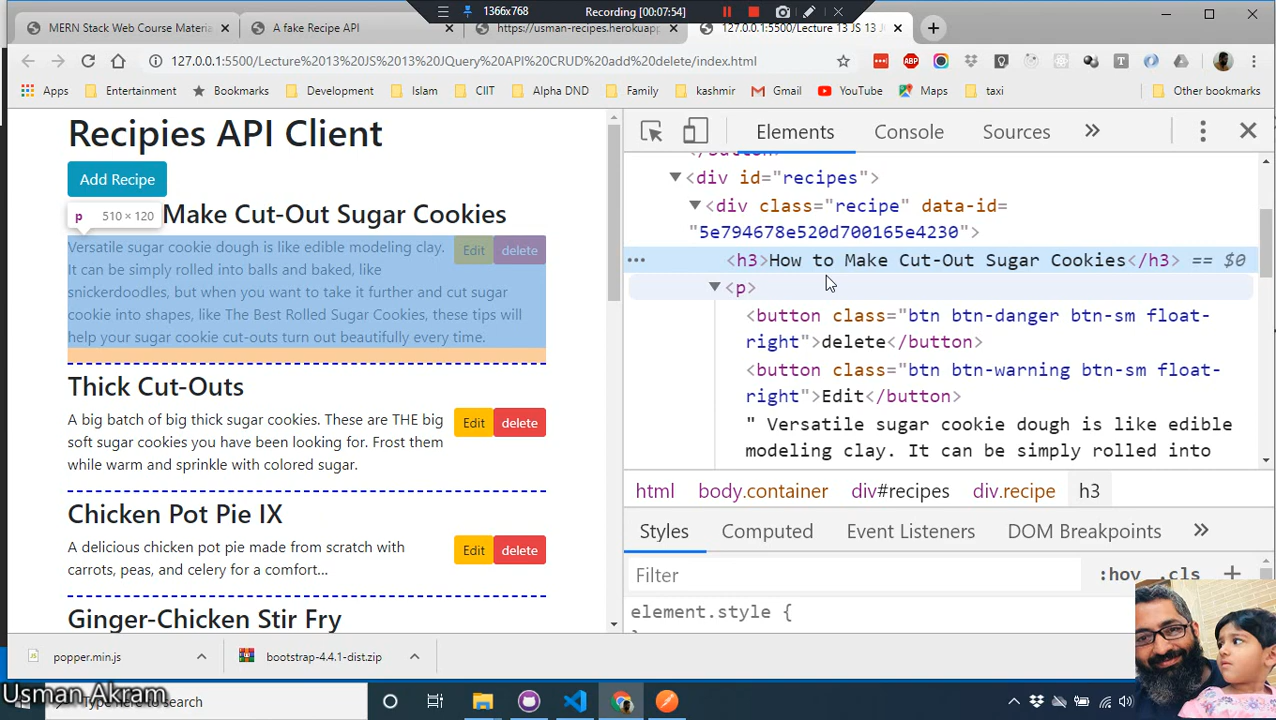 1366x768
Recording [00:07:54]
MERN Stack Web Course Materia
A fake Recipe API
https://usman-recipes.herokuapp
127.0.0.1:5500/Lecture 13 JS 13 J
127.0.0.1:5500/Lecture%2013%20JS%2013%20JQuery%20API%20CRUD%20add%20delete/index.html
ABP
Apps
Entertainment
Bookmarks
Development
Islam
CIIT
Alpha DND
Family
kashmir
Gmail
YouTube
Maps
taxi
Other bookmarks
Recipies API Client
Add Recipe
p 510 × 120
Make Cut-Out Sugar Cookies
Versatile sugar cookie dough is like edible modeling clay.
It can be simply rolled into balls and baked, like
snickerdoodles, but when you want to take it further and cut sugar
cookie into shapes, like The Best Rolled Sugar Cookies, these tips will
help your sugar cookie cut-outs turn out beautifully every time.
Edit
delete
Thick Cut-Outs
A big batch of big thick sugar cookies. These are THE big
soft sugar cookies you have been looking for. Frost them
while warm and sprinkle with colored sugar.
Edit
delete
Chicken Pot Pie IX
A delicious chicken pot pie made from scratch with
carrots, peas, and celery for a comfort...
Edit
delete
Ginger-Chicken Stir Fry
Elements
Console
Sources
</button>
<div id="recipes">
<div class="recipe" data-id=
"5e794678e520d700165e4230">
<h3>How to Make Cut-Out Sugar Cookies</h3> == $0
<p>
<button class="btn btn-danger btn-sm float-
right">delete</button>
<button class="btn btn-warning btn-sm float-
right">Edit</button>
" Versatile sugar cookie dough is like edible
modeling clay. It can be simply rolled into
html
body.container
div#recipes
div.recipe
h3
Styles
Computed
Event Listeners
DOM Breakpoints
Filter
:hov
.cls
element.style {
popper.min.js
bootstrap-4.4.1-dist.zip
Usman Akram
to search